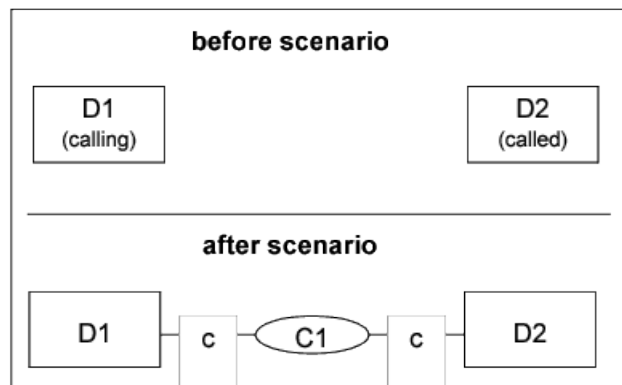 before scenario
D1
(calling)
D2
(called)
after scenario
D1
c
C1
c
D2